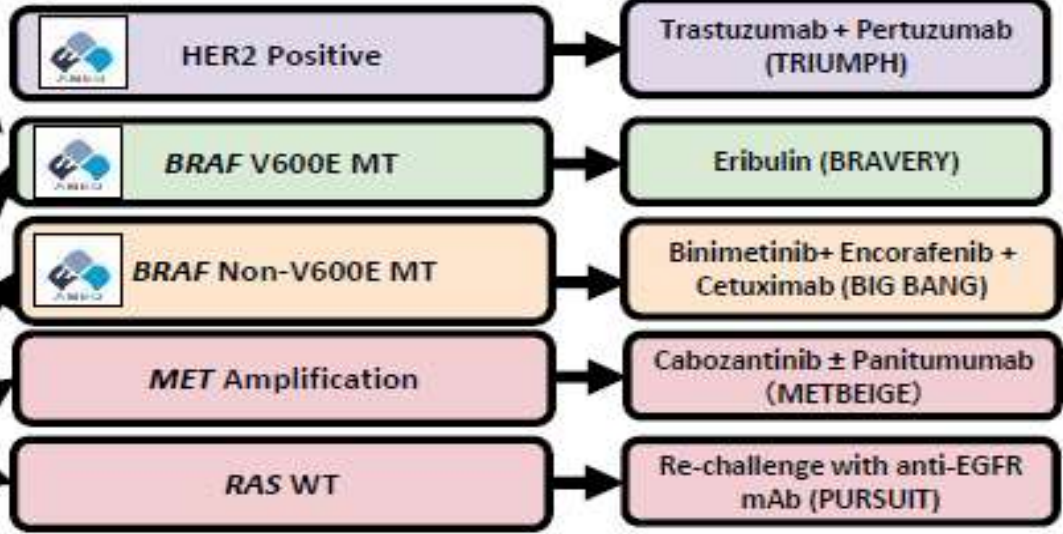 HER2 Positive
Trastuzumab + Pertuzumab
(TRIUMPH)
BRAF V600E MT
Eribulin (BRAVERY)
BRAF Non-V600E MT
Binimetinib+ Encorafenib +
Cetuximab (BIG BANG)
MET Amplification
Cabozantinib ± Panitumumab
（METBEIGE）
RAS WT
Re-challenge with anti-EGFR
mAb (PURSUIT)